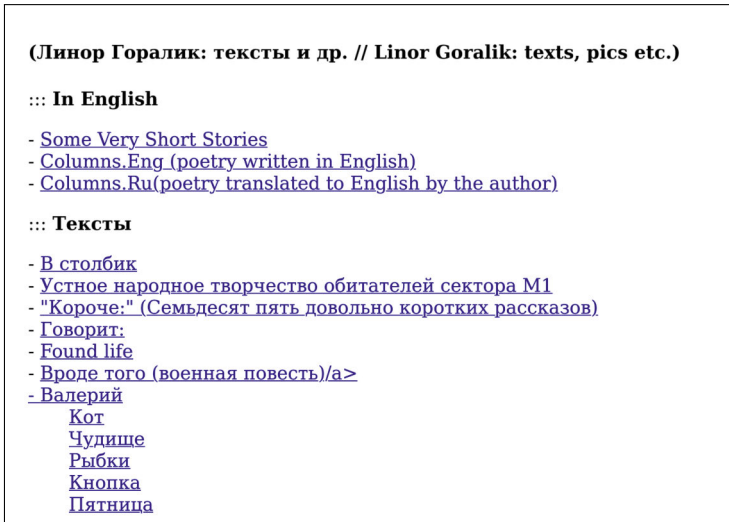 (Линор Горалик: тексты и др. // Linor Goralik: texts, pics etc.)
::: In English
- Some Very Short Stories
- Columns.Eng (poetry written in English)
- Columns.Ru(poetry translated to English by the author)
::: Тексты
- В столбик
- Устное народное творчество обитателей сектора М1
- "Короче:" (Семьдесят пять довольно коротких рассказов)
- Говорит:
- Found life
- Вроде того (военная повесть)/a>
- Валерий
Кот
Чудище
Рыбки
Кнопка
Пятница